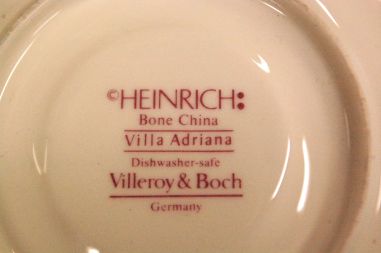 ©HEINRICH:
Bone China
Villa Adriana
Dishwasher-safe
Villeroy & Boch
Germany